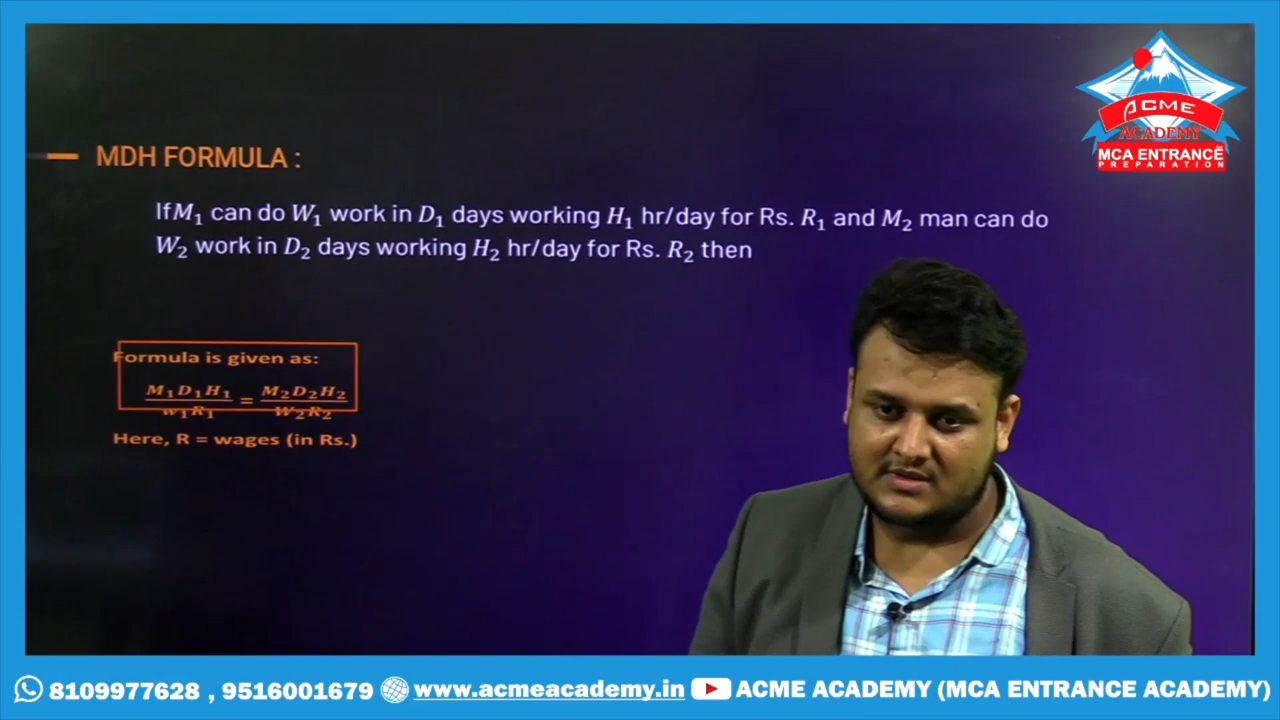 ACME
ACADEMY
MCA ENTRANCE
PREPARATION
MDH FORMULA :
If M₁ can do W₁ work in D₁ days working H₁ hr/day for Rs. R₁ and M₂ man can do
W₂ work in D₂ days working H₂ hr/day for Rs. R₂ then
Formula is given as:
M₁D₁H₁/w₁R₁ = M₂D₂H₂/W₂R₂
Here, R = wages (in Rs.)
8109977628 , 9516001679 www.acmeacademy.in ACME ACADEMY (MCA ENTRANCE ACADEMY)